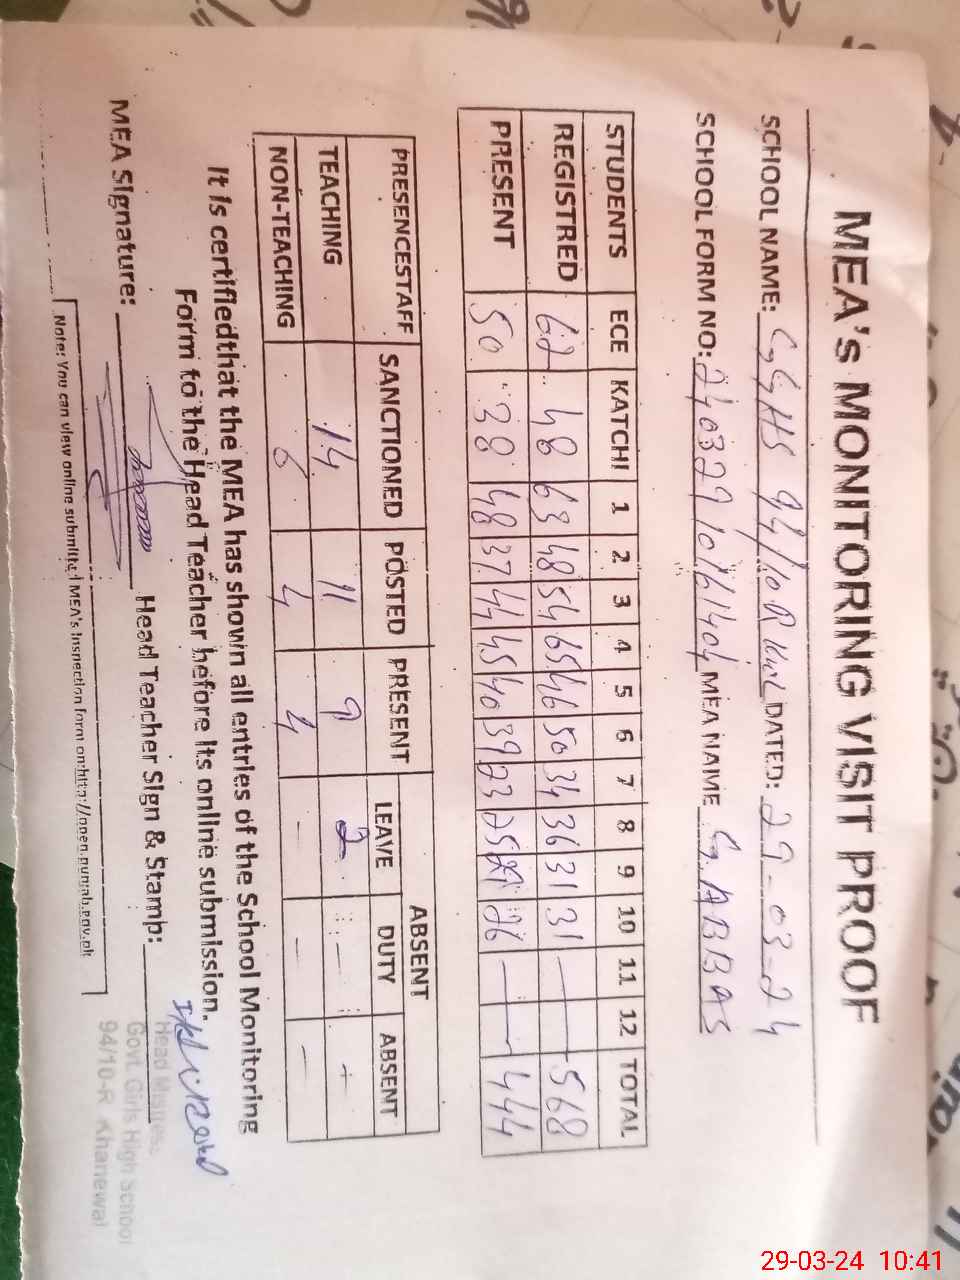 MEA's MONITORING VISIT PROOF
SCHOOL NAME: GGHS 94/10R Kwl DATED: 29-03-24
SCHOOL FORM NO: MEA NAME G. ABBAS
STUDENTS ECE KATCHI 1 2 3 4 5 6 7 8 9 10 11 12 TOTAL
REGISTRED 62 48 63 48 54 65 46 50 34 36 31 31 — — 568
PRESENT 50 38 48 37 44 45 40 39 23 25 26 — — 444
PRESENCESTAFF SANCTIONED POSTED PRESENT ABSENT
LEAVE DUTY ABSENT
TEACHING 14 11 9 2 — +
NON-TEACHING 6 4 4 — — —
It is certifiedthat the MEA has shown all entries of the School Monitoring
Form to the Head Teacher before its online submission.
MEA Signature: Head Teacher Sign & Stamp:
Head Mistress
Govt. Girls High School
94/10-R Khanewal
Note: You can view online submitted MEA's Inspection form on:http://open.punjab.gov.pk
29-03-24 10:41